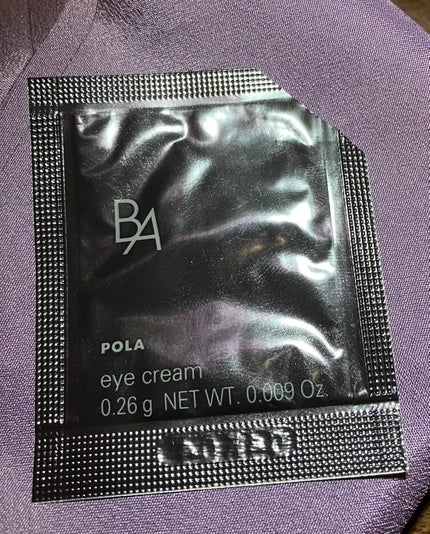 BA
POLA
eye cream
0.26 g NET WT. 0.009 Oz.